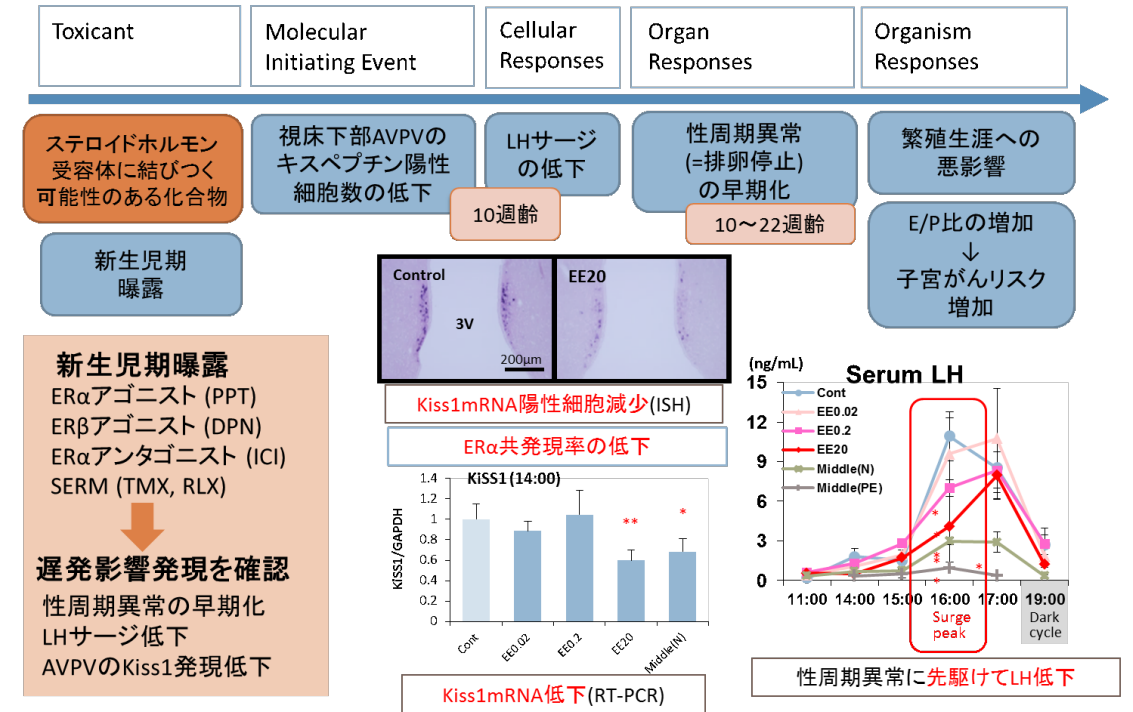 Toxicant
Molecular
Initiating Event
Cellular
Responses
Organ
Responses
Organism
Responses
ステロイドホルモン
受容体に結びつく
可能性のある化合物
新生児期
曝露
視床下部AVPVの
キスペプチン陽性
細胞数の低下
10週齢
LHサージ
の低下
性周期異常
(=排卵停止)
の早期化
10～22週齢
繁殖生涯への
悪影響
E/P比の増加
↓
子宮がんリスク
増加
新生児期曝露
ERαアゴニスト (PPT)
ERβアゴニスト (DPN)
ERαアンタゴニスト (ICI)
SERM (TMX, RLX)
遅発影響発現を確認
性周期異常の早期化
LHサージ低下
AVPVのKiss1発現低下
Control
3V
200μm
EE20
Kiss1mRNA陽性細胞減少(ISH)
ERα共発現率の低下
KiSS1 (14:00)
KiSS1/GAPDH
1.4
1.2
1
0.8
0.6
0.4
0.2
0
**
*
Cont
EE0.02
EE0.2
EE20
Middle(N)
Kiss1mRNA低下(RT-PCR)
(ng/mL)
Serum LH
15
12
9
6
3
0
Cont
EE0.02
EE0.2
EE20
Middle(N)
Middle(PE)
*
*
*
*
*
*
11:00
14:00
15:00
16:00
17:00
19:00
Surge
peak
Dark
cycle
性周期異常に先駆けてLH低下